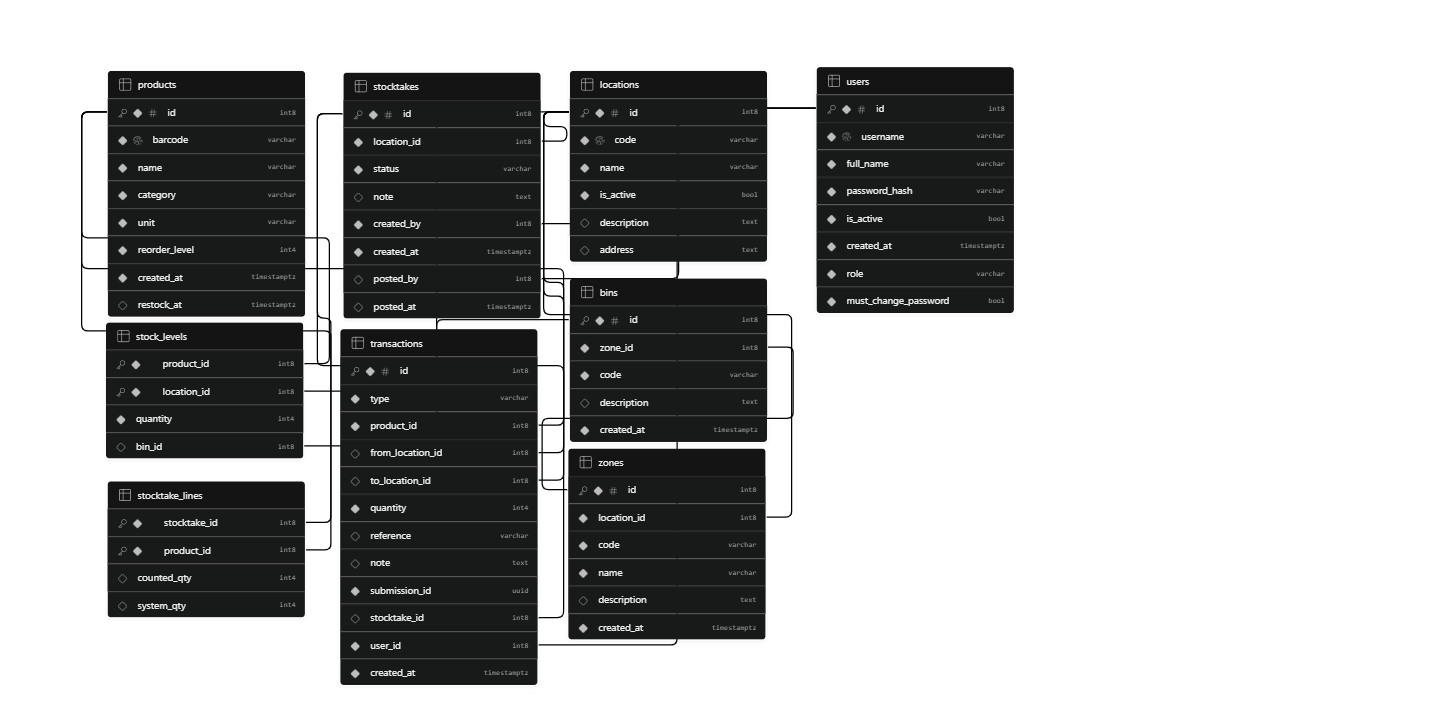 products
id int8
barcode varchar
name varchar
category varchar
unit varchar
reorder_level int4
created_at timestamptz
restock_at timestamptz
stock_levels
product_id int8
location_id int8
quantity int4
bin_id int8
stocktake_lines
stocktake_id int8
product_id int8
counted_qty int4
system_qty int4
stocktakes
id int8
location_id int8
status varchar
note text
created_by int8
created_at timestamptz
posted_by int8
posted_at timestamptz
transactions
id int8
type varchar
product_id int8
from_location_id int8
to_location_id int8
quantity int4
reference varchar
note text
submission_id uuid
stocktake_id int8
user_id int8
created_at timestamptz
locations
id int8
code varchar
name varchar
is_active bool
description text
address text
bins
id int8
zone_id int8
code varchar
description text
created_at timestamptz
zones
id int8
location_id int8
code varchar
name varchar
description text
created_at timestamptz
users
id int8
username varchar
full_name varchar
password_hash varchar
is_active bool
created_at timestamptz
role varchar
must_change_password bool